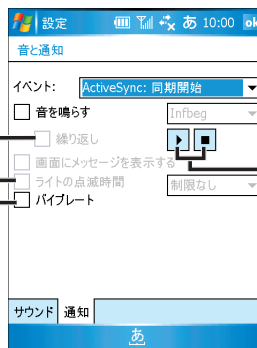 設定 あ 10:00 ok
音と通知
イベント: ActiveSync: 同期開始
音を鳴らす Infbeg
繰り返し
画面にメッセージを表示する
ライトの点滅時間 制限なし
バイブレート
サウンド 通知
あ